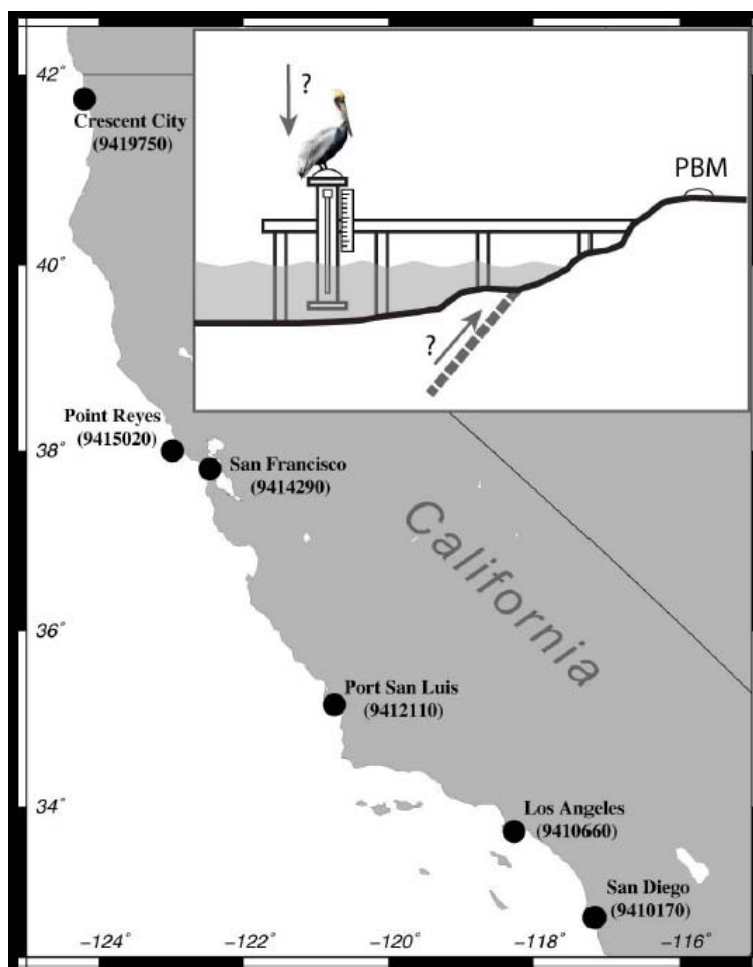 42°
40°
38°
36°
34°
?
PBM
?
Crescent City
(9419750)
Point Reyes
(9415020)
San Francisco
(9414290)
California
Port San Luis
(9412110)
Los Angeles
(9410660)
San Diego
(9410170)
−124°
−122°
−120°
−118°
−116°